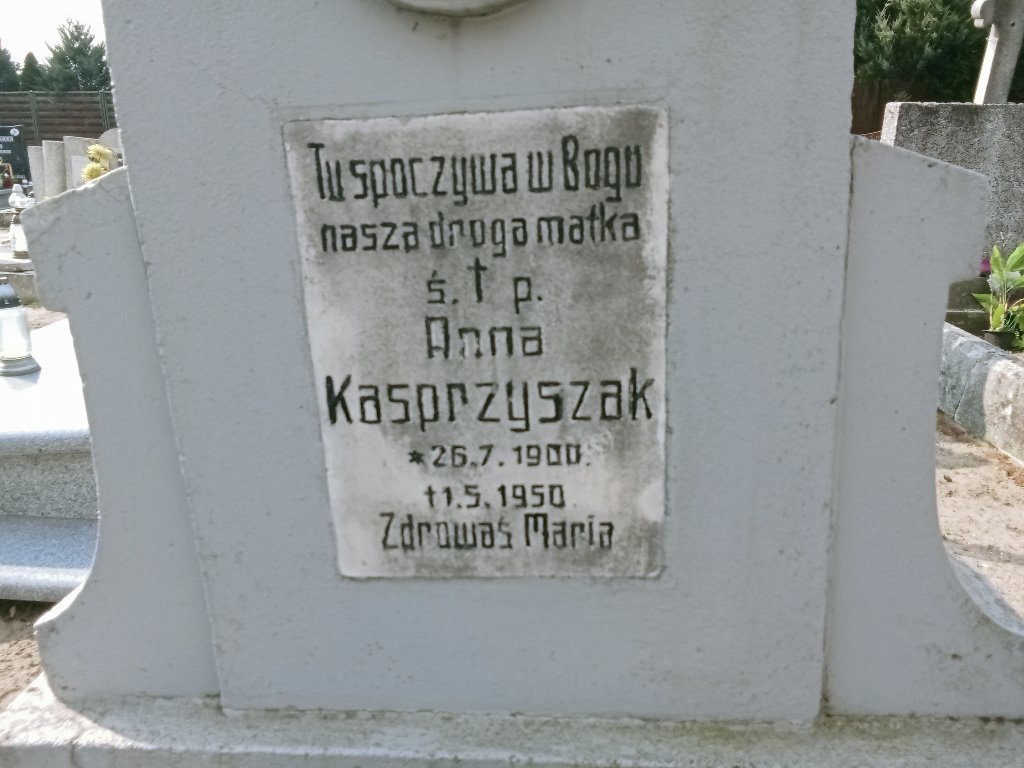 Tu spoczywa w Bogu
nasza droga matka
ś. † p.
Anna
Kasprzyszak
*26.7.1900.
†1.5.1950.
Zdrowaś Maria